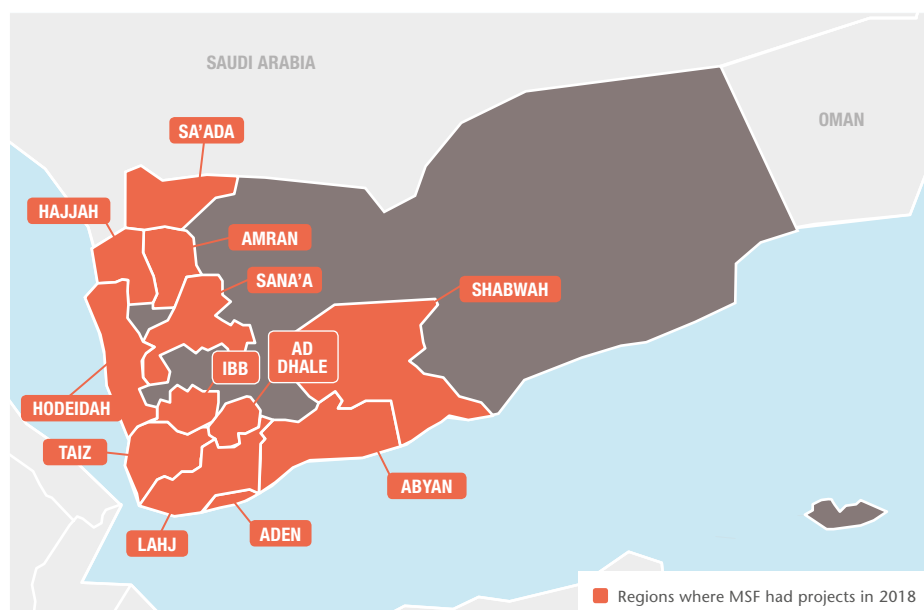 SAUDI ARABIA
OMAN
SA'ADA
HAJJAH
AMRAN
SANA'A
SHABWAH
AD
DHALE
IBB
HODEIDAH
TAIZ
ABYAN
ADEN
LAHJ
Regions where MSF had projects in 2018